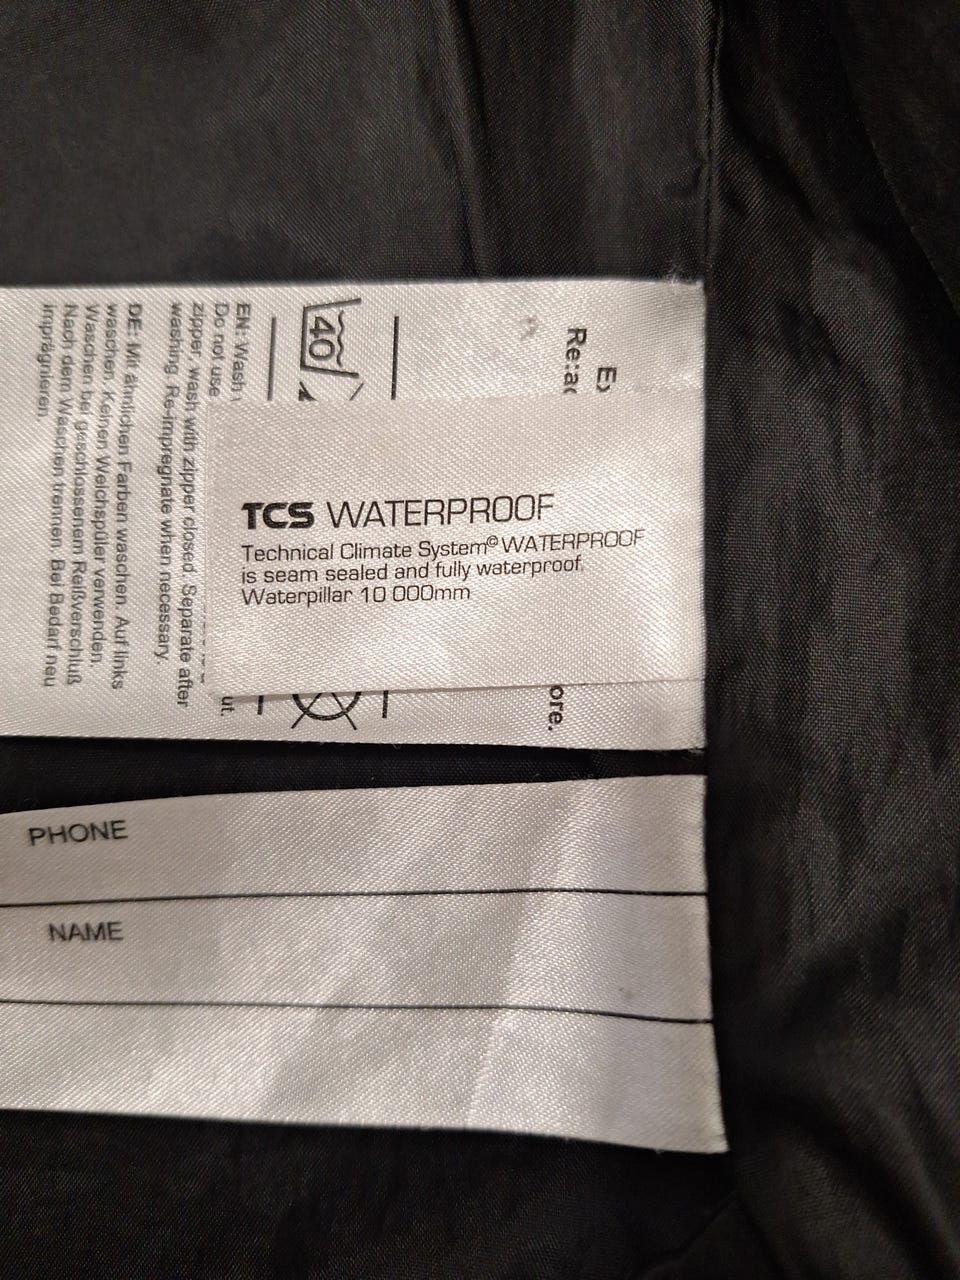 TCS WATERPROOF
Technical Climate System© WATERPROOF
is seam sealed and fully waterproof.
Waterpillar 10 000mm
PHONE
NAME
40
EN: Wash
Do not use
zipper, wash with zipper closed. Separate after
washing. Re-impregnate when necessary.
DE: Mit ähnlichen Farben waschen. Auf links
waschen. Keinen Weichspüler verwenden.
Waschen bei geschlossenem Reißverschluß
Nach dem Waschen trennen. Bei Bedarf neu
imprägnieren.